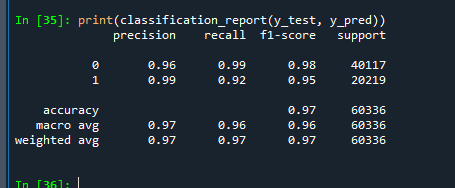 In [35]: print(classification_report(y_test, y_pred))
precision recall f1-score support
0 0.96 0.99 0.98 40117
1 0.99 0.92 0.95 20219
accuracy 0.97 60336
macro avg 0.97 0.96 0.96 60336
weighted avg 0.97 0.97 0.97 60336
In [36]: